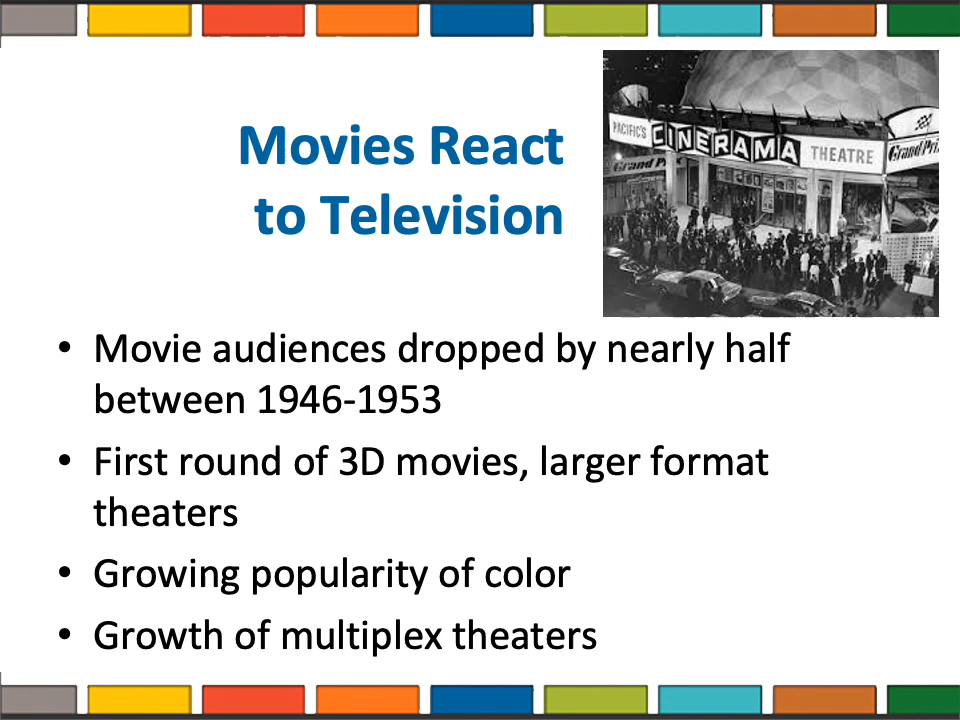 Movies React
to Television
PACIFIC'S CINERAMA THEATRE
Grand Prix
Grand Prix
• Movie audiences dropped by nearly half
between 1946-1953
• First round of 3D movies, larger format
theaters
• Growing popularity of color
• Growth of multiplex theaters